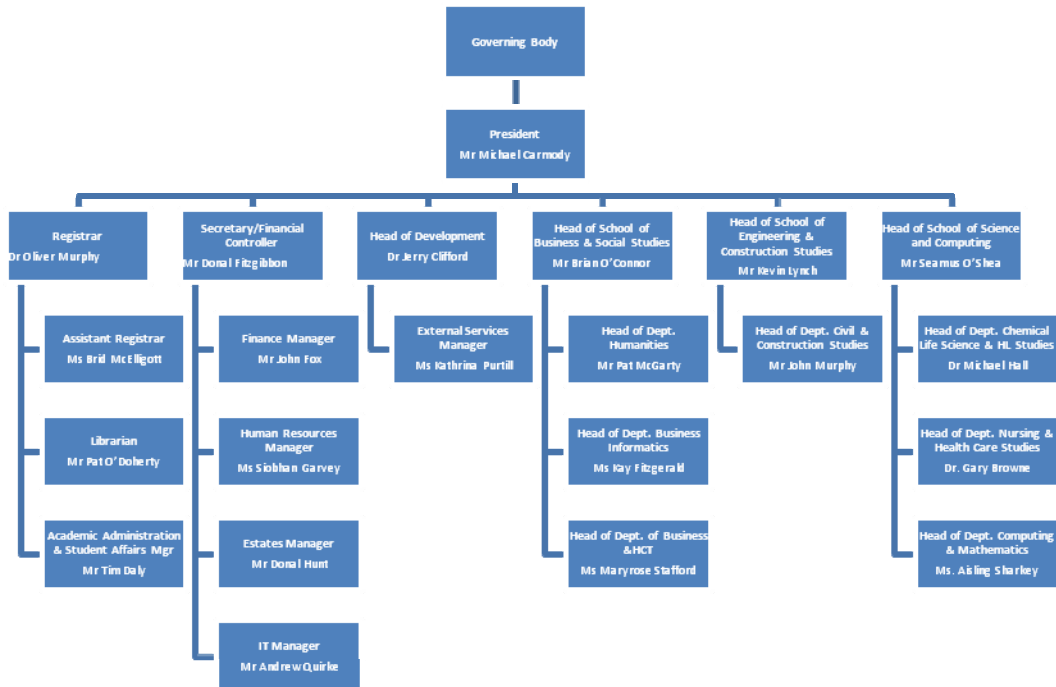 Governing Body
President
Mr Michael Carmody
Registrar
Dr Oliver Murphy
Secretary/Financial
Controller
Mr Donal Fitzgibbon
Head of Development
Dr Jerry Clifford
Head of School of
Business & Social Studies
Mr Brian O’Connor
Head of School of
Engineering &
Construction Studies
Mr Kevin Lynch
Head of School of Science
and Computing
Mr Seamus O’Shea
Assistant Registrar
Ms Brid McElligott
Librarian
Mr Pat O’Doherty
Academic Administration
& Student Affairs Mgr
Mr Tim Daly
Finance Manager
Mr John Fox
Human Resources
Manager
Ms Siobhan Garvey
Estates Manager
Mr Donal Hunt
IT Manager
Mr Andrew Quirke
External Services
Manager
Ms Kathrina Purtill
Head of Dept.
Humanities
Mr Pat McGarty
Head of Dept. Business
Informatics
Ms Kay Fitzgerald
Head of Dept. of Business
&HCT
Ms Maryrose Stafford
Head of Dept. Civil &
Construction Studies
Mr John Murphy
Head of Dept. Chemical
Life Science & HL Studies
Dr Michael Hall
Head of Dept. Nursing &
Health Care Studies
Dr. Gary Browne
Head of Dept. Computing
& Mathematics
Ms. Aisling Sharkey